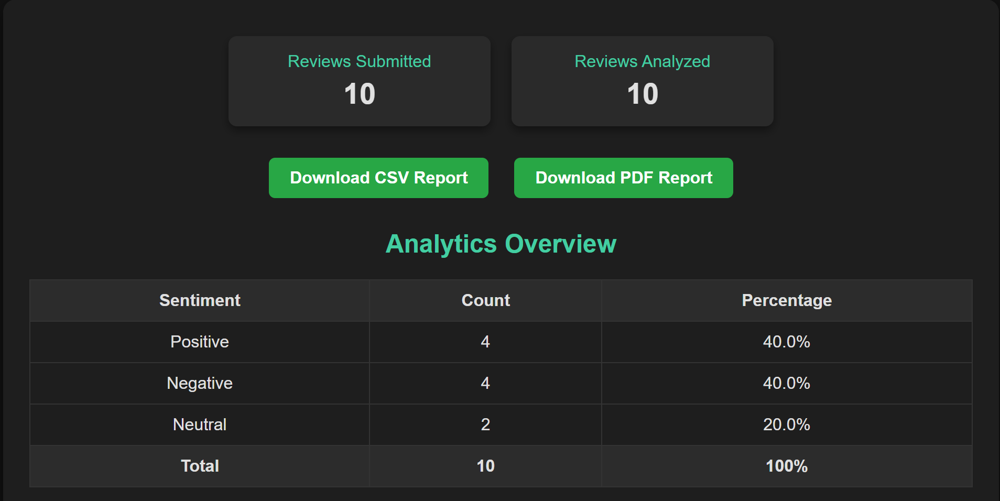 Reviews Submitted
10
Reviews Analyzed
10
Download CSV Report
Download PDF Report
Analytics Overview
Sentiment Count Percentage
Positive 4 40.0%
Negative 4 40.0%
Neutral 2 20.0%
Total 10 100%